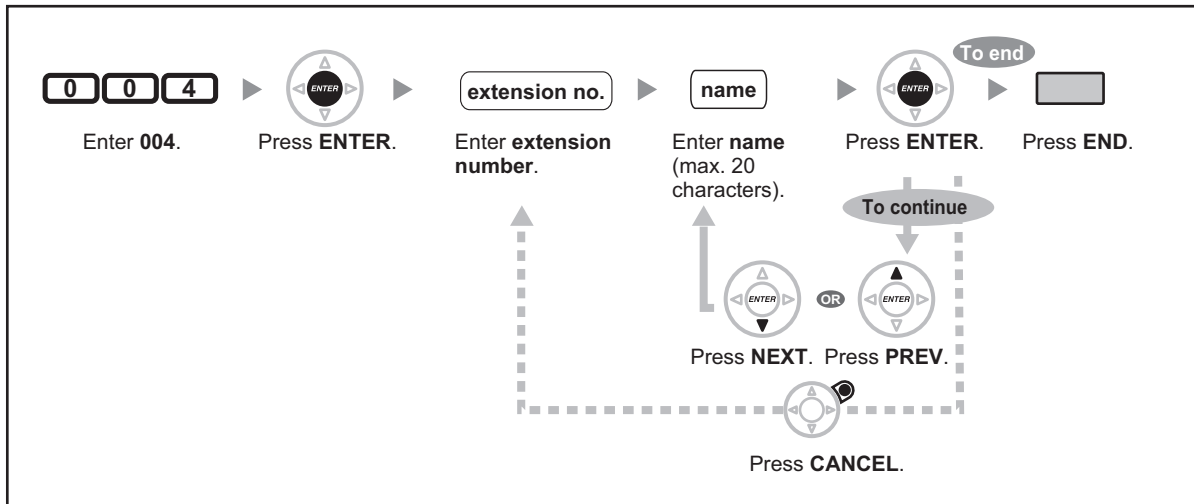 To end
0 0 4 ENTER extension no. name ENTER
Enter 004. Press ENTER. Enter extension number. Enter name (max. 20 characters). Press ENTER. Press END.
To continue
ENTER OR ENTER
Press NEXT. Press PREV.
Press CANCEL.